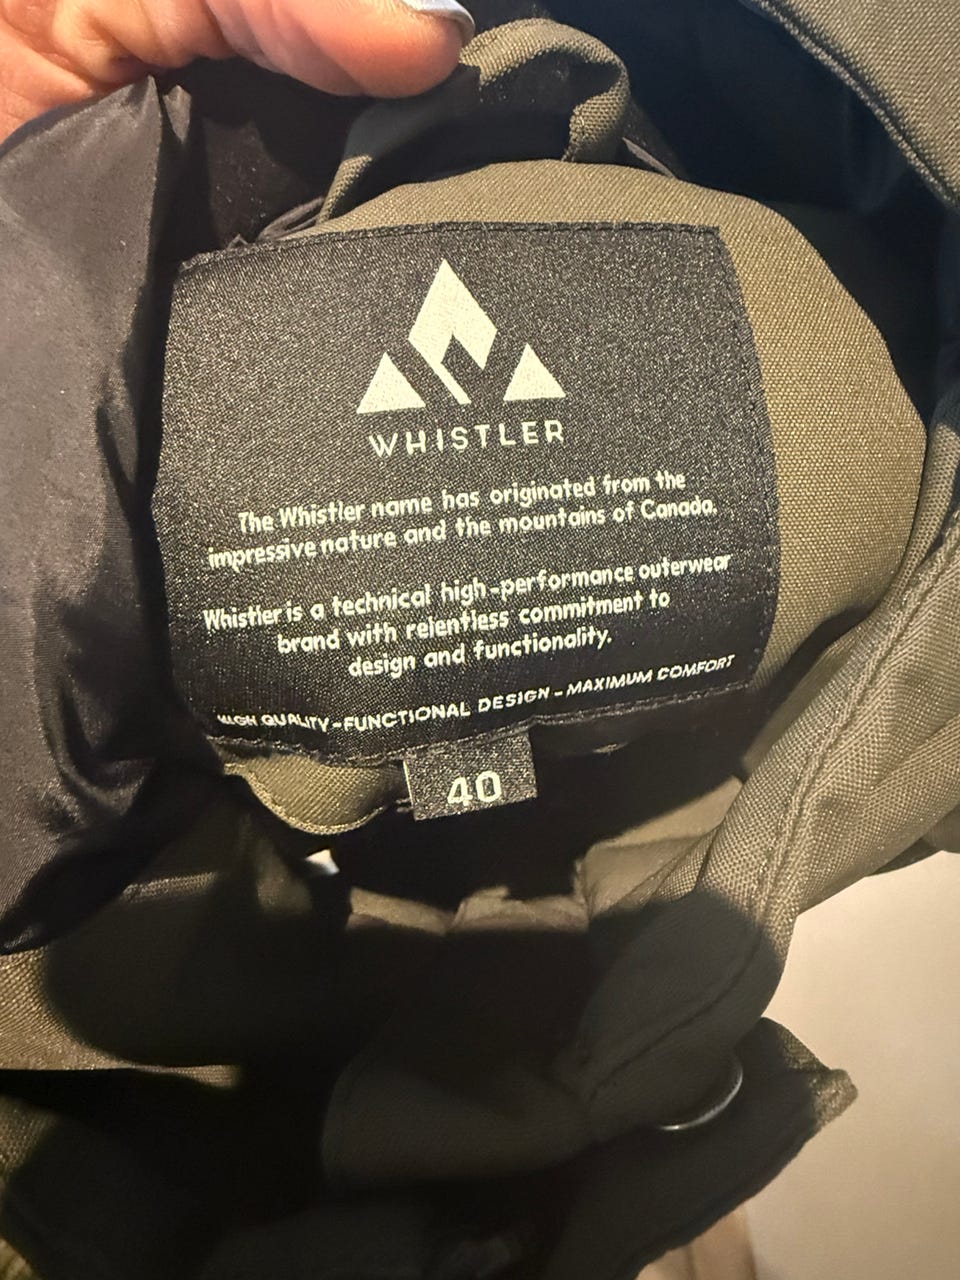 WHISTLER
The Whistler name has originated from the
impressive nature and the mountains of Canada.
Whistler is a technical high-performance outerwear
brand with relentless commitment to
design and functionality.
HIGH QUALITY-FUNCTIONAL DESIGN - MAXIMUM COMFORT
40